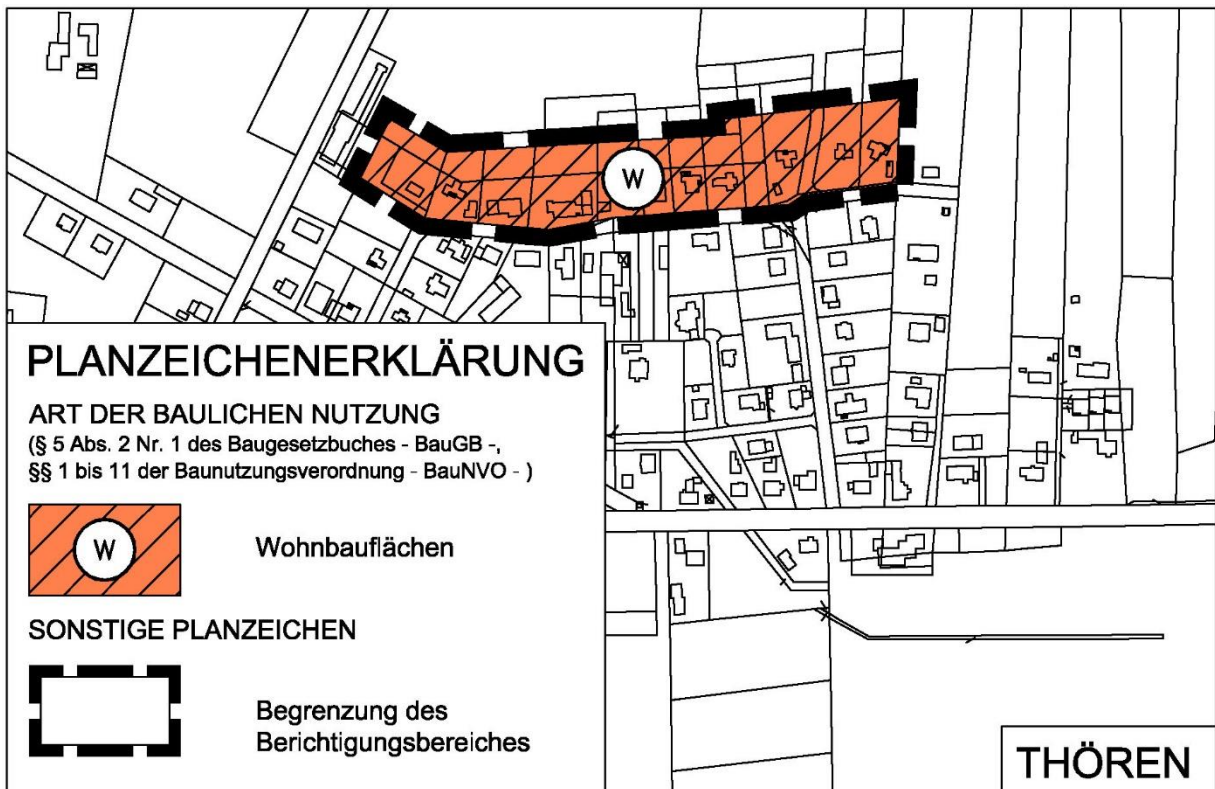 W
PLANZEICHENERKLÄRUNG
ART DER BAULICHEN NUTZUNG
(§ 5 Abs. 2 Nr. 1 des Baugesetzbuches - BauGB -,
§§ 1 bis 11 der Baunutzungsverordnung - BauNVO - )
W
Wohnbauflächen
SONSTIGE PLANZEICHEN
Begrenzung des
Berichtigungsbereiches
THÖREN